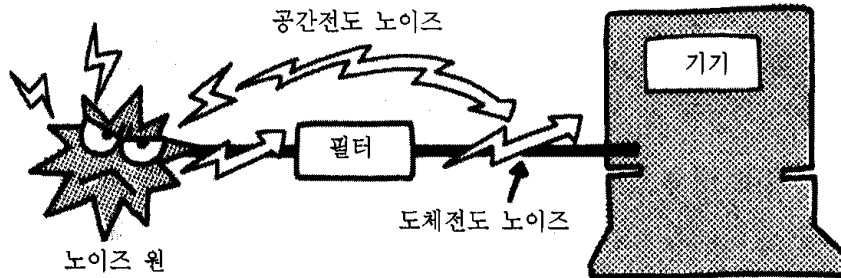 공간전도 노이즈
기기
필터
도체전도 노이즈
노이즈 원